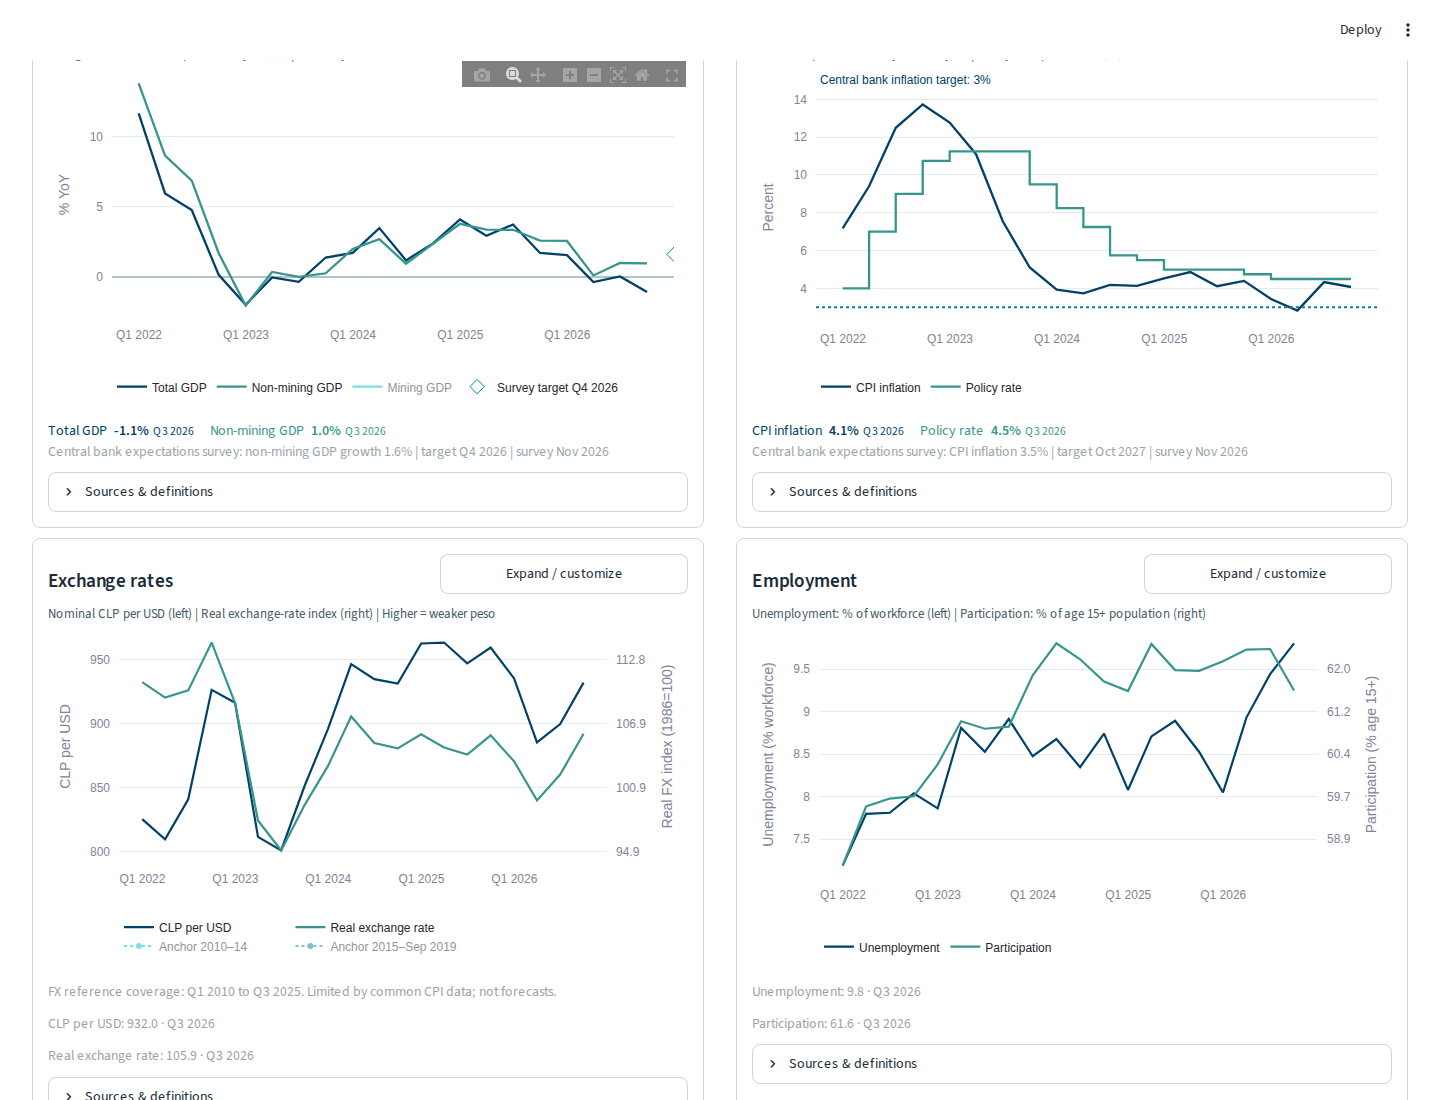 Deploy
10
5
0
% YoY
Q1 2022
Q1 2023
Q1 2024
Q1 2025
Q1 2026
Total GDP
Non-mining GDP
Mining GDP
Survey target Q4 2026
Total GDP -1.1% Q3 2026 Non-mining GDP 1.0% Q3 2026
Central bank expectations survey: non-mining GDP growth 1.6% | target Q4 2026 | survey Nov 2026
Sources & definitions
Central bank inflation target: 3%
14
12
10
8
6
4
Percent
Q1 2022
Q1 2023
Q1 2024
Q1 2025
Q1 2026
CPI inflation
Policy rate
CPI inflation 4.1% Q3 2026 Policy rate 4.5% Q3 2026
Central bank expectations survey: CPI inflation 3.5% | target Oct 2027 | survey Nov 2026
Sources & definitions
Exchange rates
Expand / customize
Nominal CLP per USD (left) | Real exchange-rate index (right) | Higher = weaker peso
950
900
850
800
CLP per USD
112.8
106.9
100.9
94.9
Real FX index (1986=100)
Q1 2022
Q1 2023
Q1 2024
Q1 2025
Q1 2026
CLP per USD
Real exchange rate
Anchor 2010–14
Anchor 2015–Sep 2019
FX reference coverage: Q1 2010 to Q3 2025. Limited by common CPI data; not forecasts.
CLP per USD: 932.0 · Q3 2026
Real exchange rate: 105.9 · Q3 2026
Sources & definitions
Employment
Expand / customize
Unemployment: % of workforce (left) | Participation: % of age 15+ population (right)
9.5
9
8.5
8
7.5
Unemployment (% workforce)
62.0
61.2
60.4
59.7
58.9
Participation (% age 15+)
Q1 2022
Q1 2023
Q1 2024
Q1 2025
Q1 2026
Unemployment
Participation
Unemployment: 9.8 · Q3 2026
Participation: 61.6 · Q3 2026
Sources & definitions